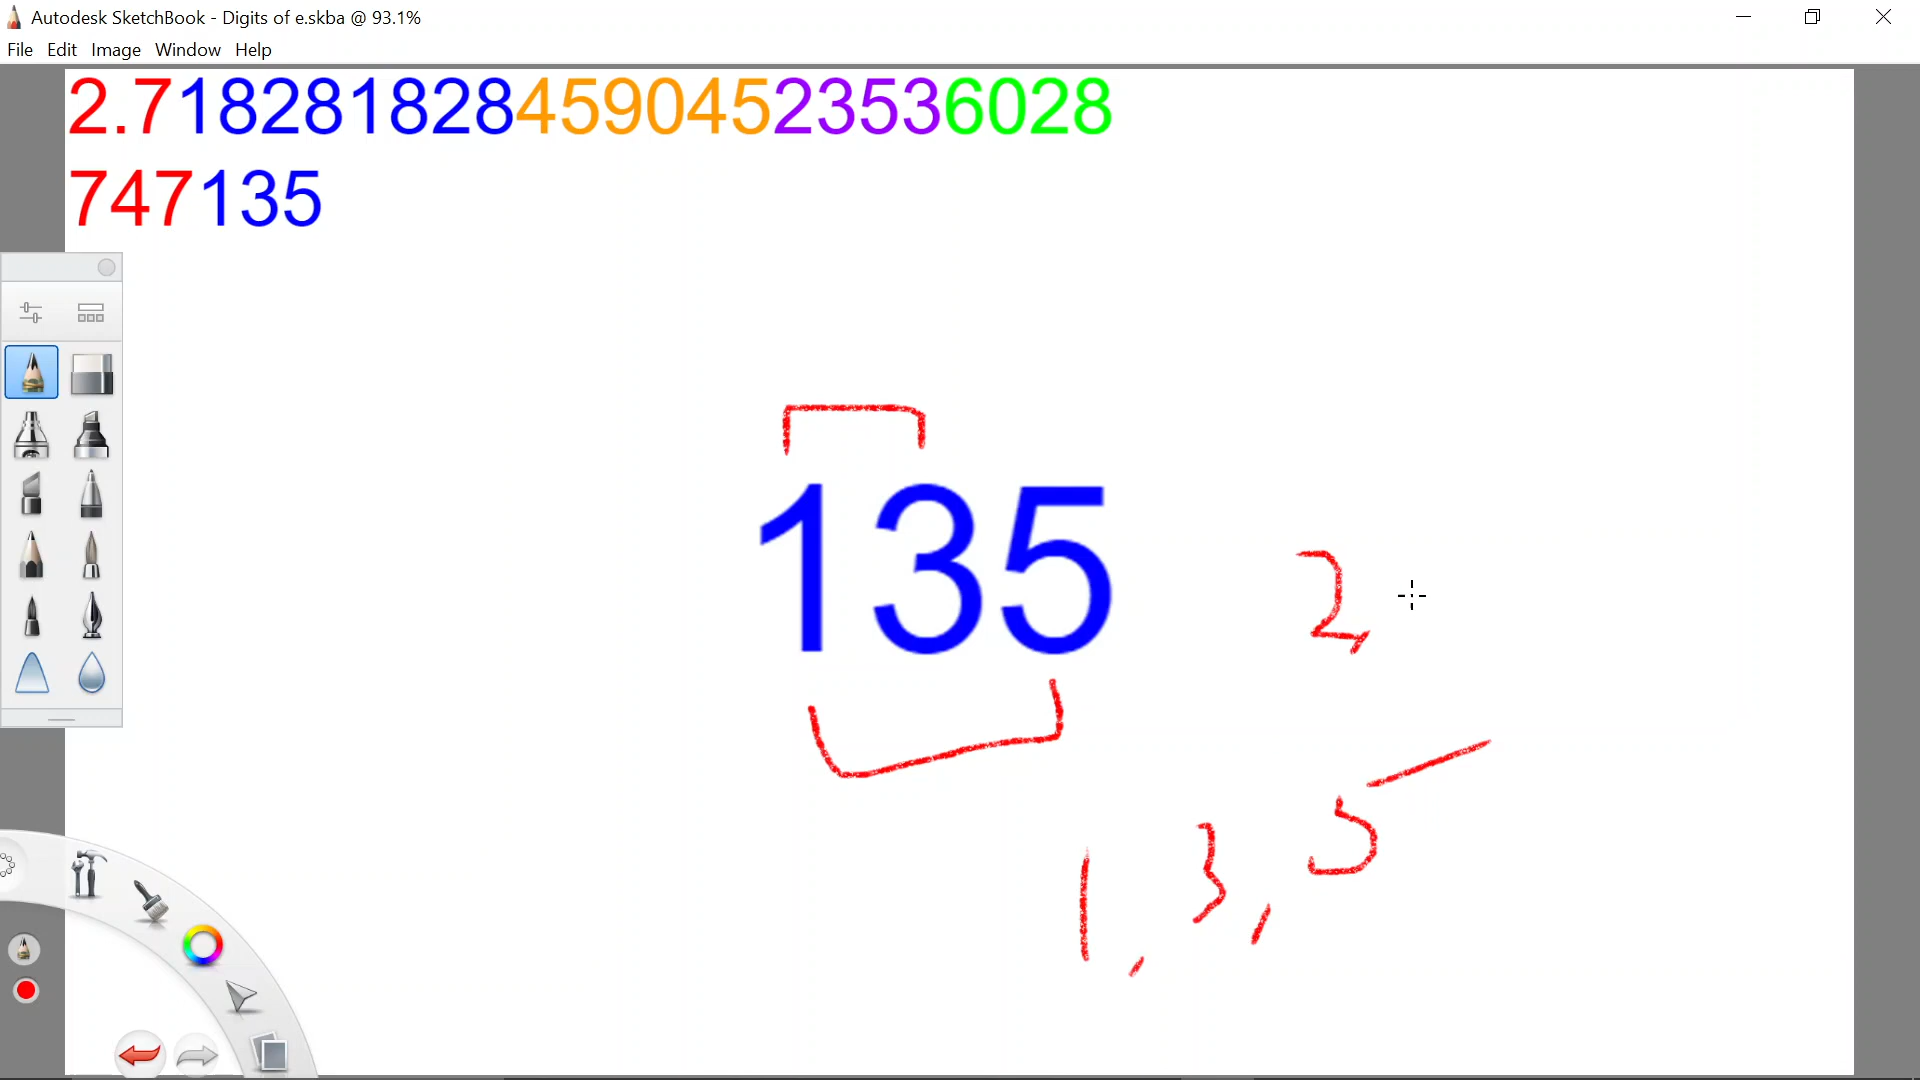 Autodesk SketchBook - Digits of e.skba @ 93.1%
File Edit Image Window Help
2.71828182845904523536028
747135
135
2,
1, 3, 5